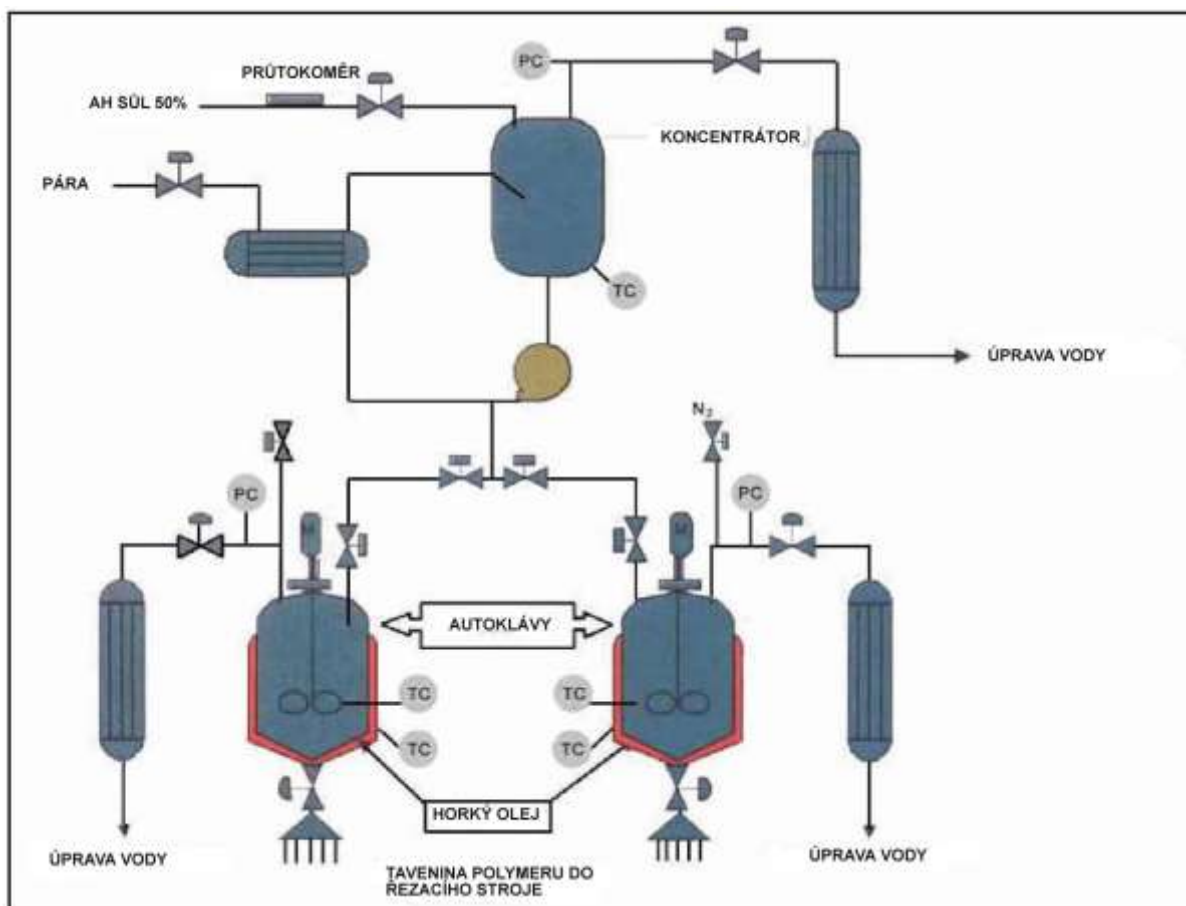 PC
PRŮTOKOMĚR
AH SŮL 50%
KONCENTRÁTOR
PÁRA
TC
ÚPRAVA VODY
N2
PC
PC
M
M
AUTOKLÁVY
TC
TC
TC
TC
HORKÝ OLEJ
ÚPRAVA VODY
ÚPRAVA VODY
TAVENINA POLYMERU DO
ŘEZACÍHO STROJE